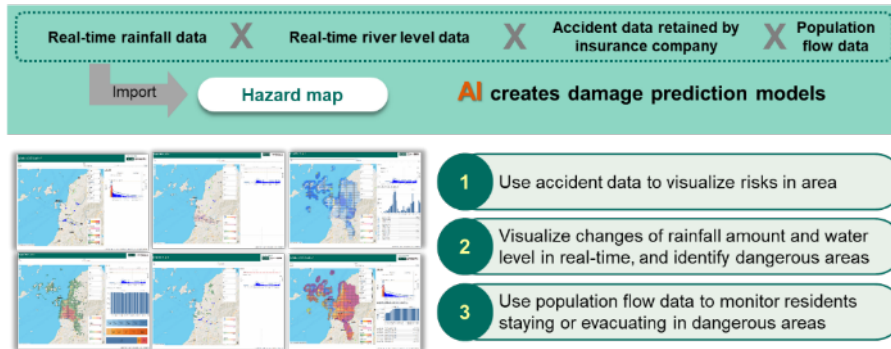 Real-time rainfall data X Real-time river level data X Accident data retained by X Population
insurance company flow data
Import
Hazard map
AI creates damage prediction models
1 Use accident data to visualize risks in area
2 Visualize changes of rainfall amount and water
level in real-time, and identify dangerous areas
3 Use population flow data to monitor residents
staying or evacuating in dangerous areas